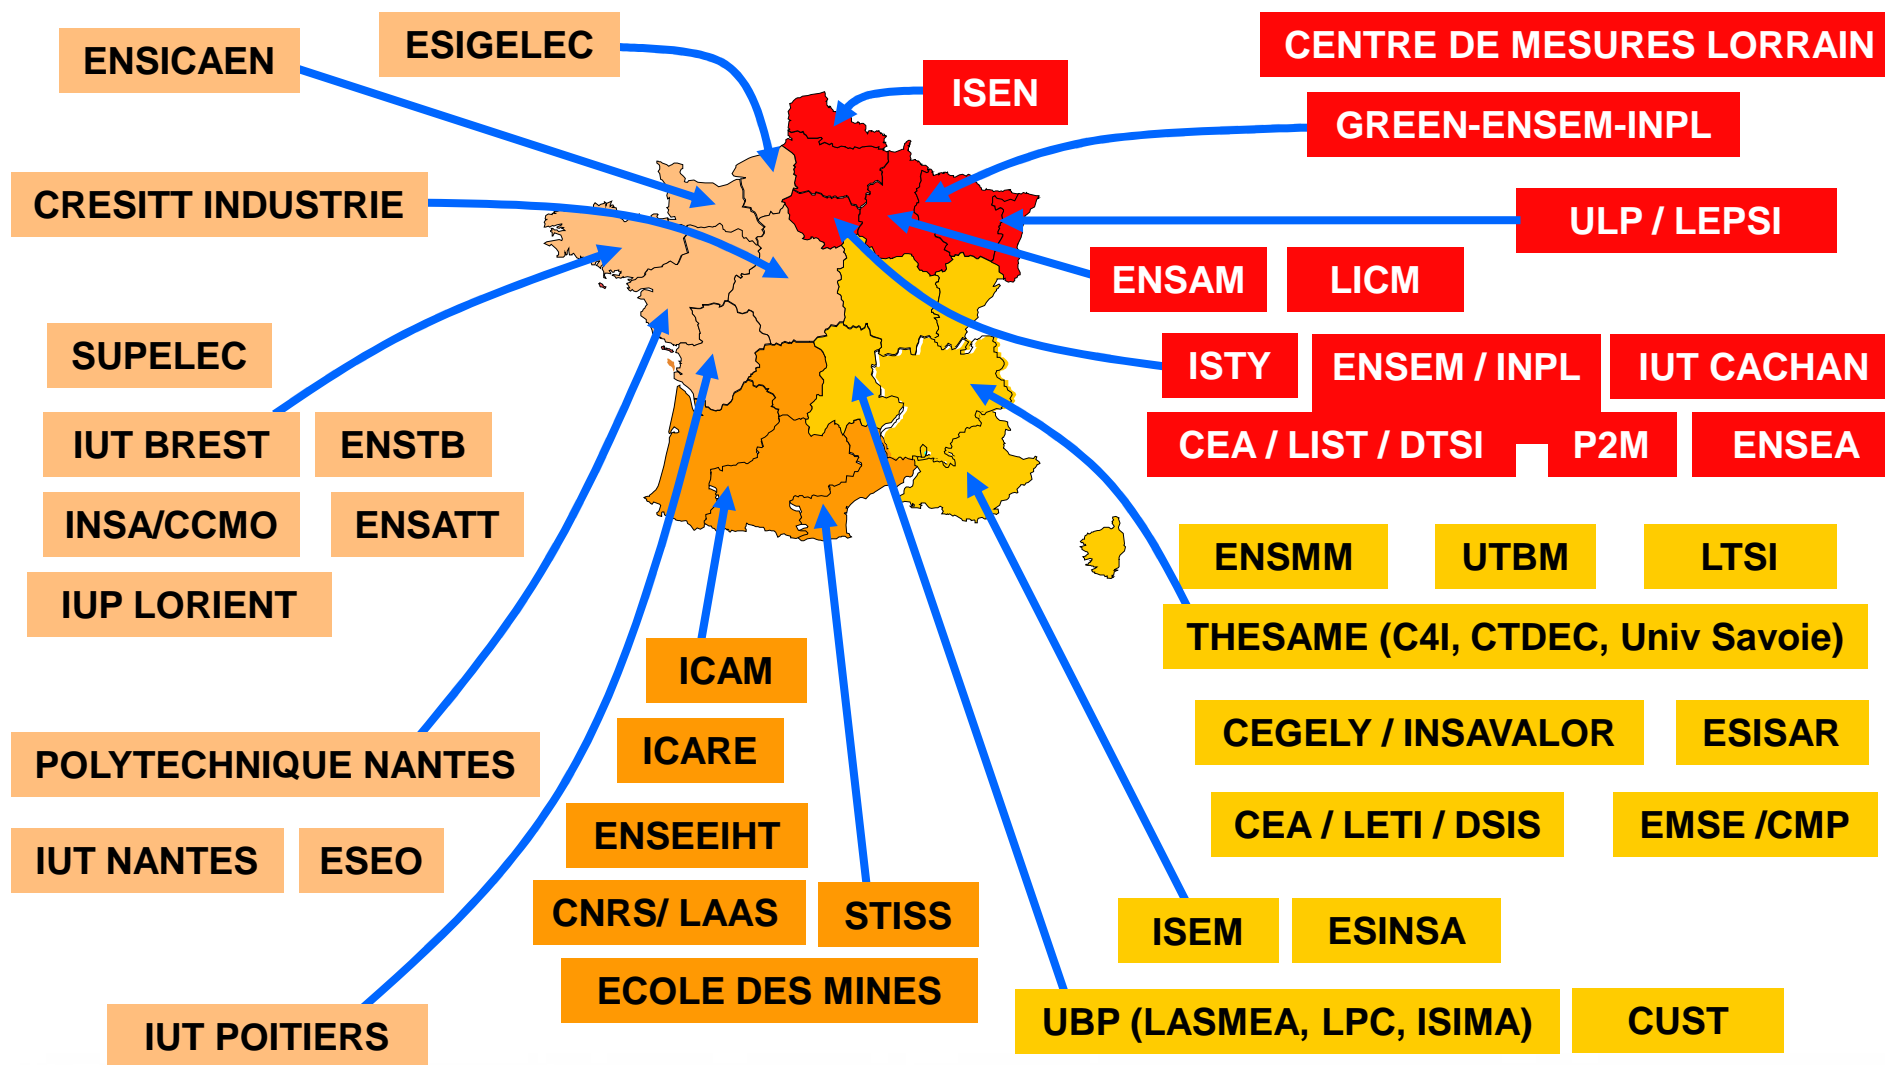 ENSICAEN
ESIGELEC
ISEN
CENTRE DE MESURES LORRAIN
GREEN-ENSEM-INPL
CRESITT INDUSTRIE
ULP / LEPSI
ENSAM
LICM
SUPELEC
ISTY
ENSEM / INPL
IUT CACHAN
IUT BREST
ENSTB
CEA / LIST / DTSI
P2M
ENSEA
INSA/CCMO
ENSATT
ENSMM
UTBM
LTSI
IUP LORIENT
THESAME (C4I, CTDEC, Univ Savoie)
ICAM
POLYTECHNIQUE NANTES
ICARE
CEGELY / INSAVALOR
ESISAR
ENSEEIHT
CEA / LETI / DSIS
EMSE /CMP
IUT NANTES
ESEO
CNRS/ LAAS
STISS
ISEM
ESINSA
ECOLE DES MINES
UBP (LASMEA, LPC, ISIMA)
CUST
IUT POITIERS